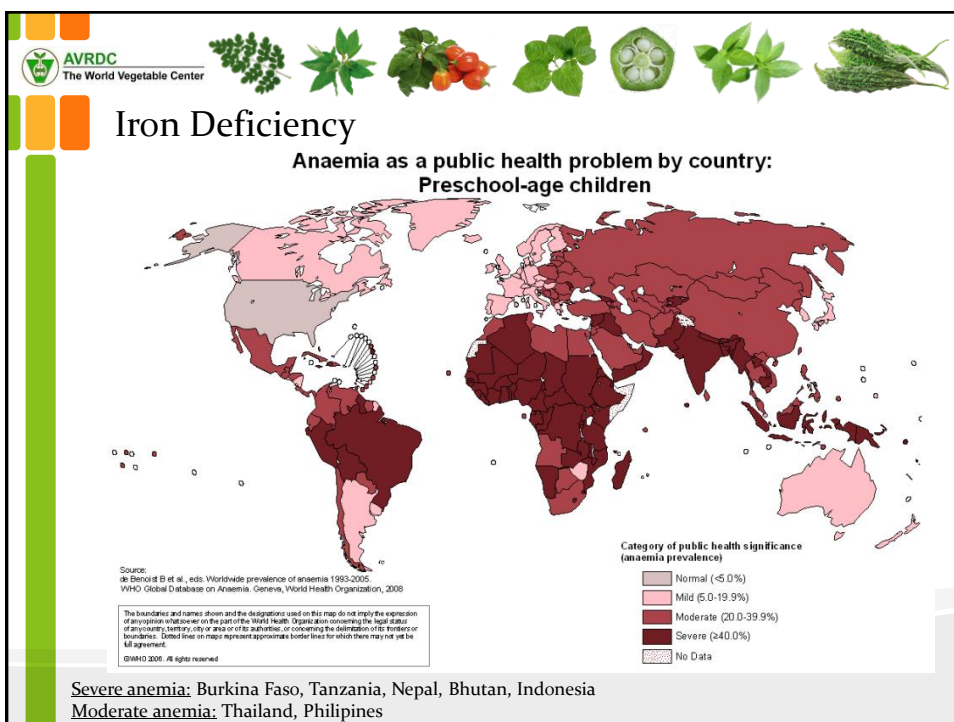 AVRDC
The World Vegetable Center
Iron Deficiency
Anaemia as a public health problem by country:
Preschool-age children
Category of public health significance
(anaemia prevalence)
Normal (<5.0%)
Mild (5.0-19.9%)
Moderate (20.0-39.9%)
Severe (≥40.0%)
No Data
Source:
de Benoist B et al., eds. Worldwide prevalence of anaemia 1993-2005.
WHO Global Database on Anaemia. Geneva, World Health Organization, 2008
The boundaries and names shown and the designations used on this map do not imply the expression
of any opinion whatsoever on the part of the World Health Organization concerning the legal status
of any country, territory, city or area or of its authorities, or concerning the delimitation of its frontiers or
boundaries. Dotted lines on maps represent approximate border lines for which there may not yet be
full agreement.
©WHO 2006. All rights reserved
Severe anemia: Burkina Faso, Tanzania, Nepal, Bhutan, Indonesia
Moderate anemia: Thailand, Philipines